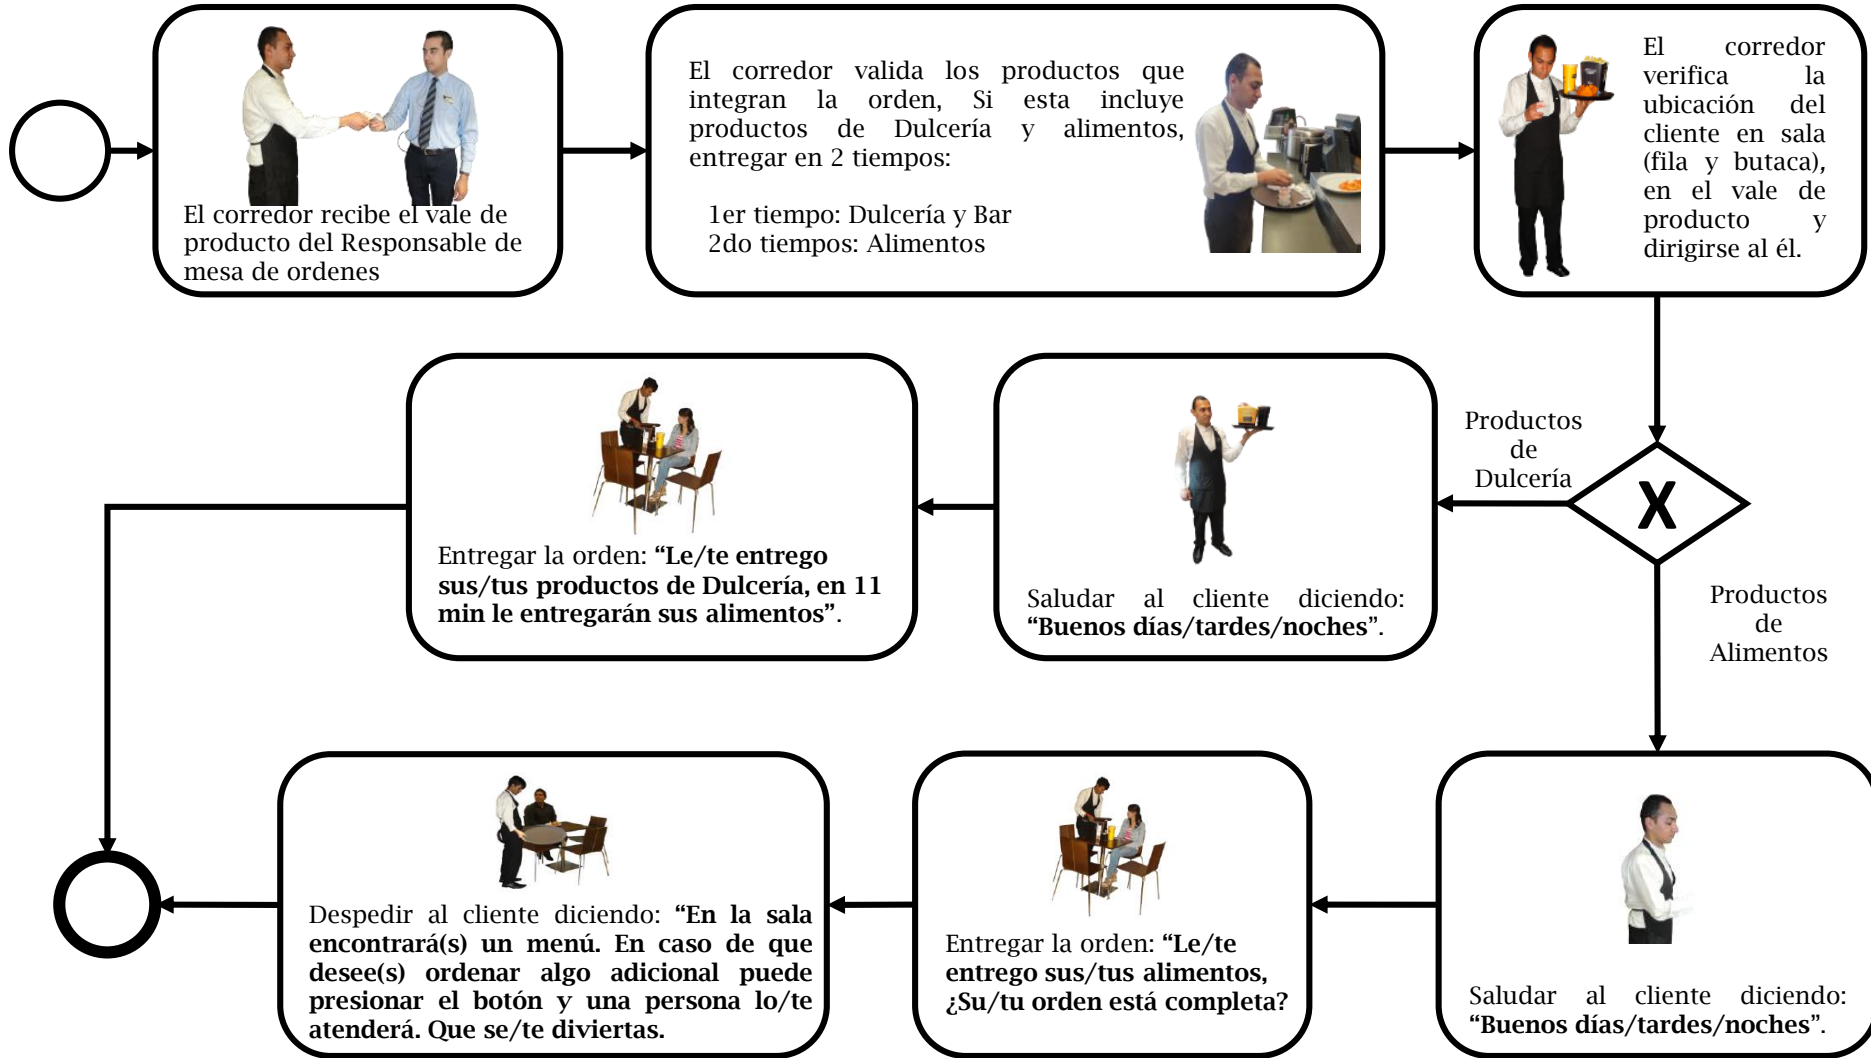 El corredor recibe el vale de
producto del Responsable de
mesa de ordenes
El corredor valida los productos que
integran la orden, Si esta incluye
productos de Dulcería y alimentos,
entregar en 2 tiempos:
1er tiempo: Dulcería y Bar
2do tiempos: Alimentos
El corredor
verifica la
ubicación del
cliente en sala
(fila y butaca),
en el vale de
producto y
dirigirse al él.
X
Productos
de
Dulcería
Saludar al cliente diciendo:
“Buenos días/tardes/noches”.
Entregar la orden: “Le/te entrego
sus/tus productos de Dulcería, en 11
min le entregarán sus alimentos”.
Productos
de
Alimentos
Saludar al cliente diciendo:
“Buenos días/tardes/noches”.
Entregar la orden: “Le/te
entrego sus/tus alimentos,
¿Su/tu orden está completa?
Despedir al cliente diciendo: “En la sala
encontrará(s) un menú. En caso de que
desee(s) ordenar algo adicional puede
presionar el botón y una persona lo/te
atenderá. Que se/te diviertas.